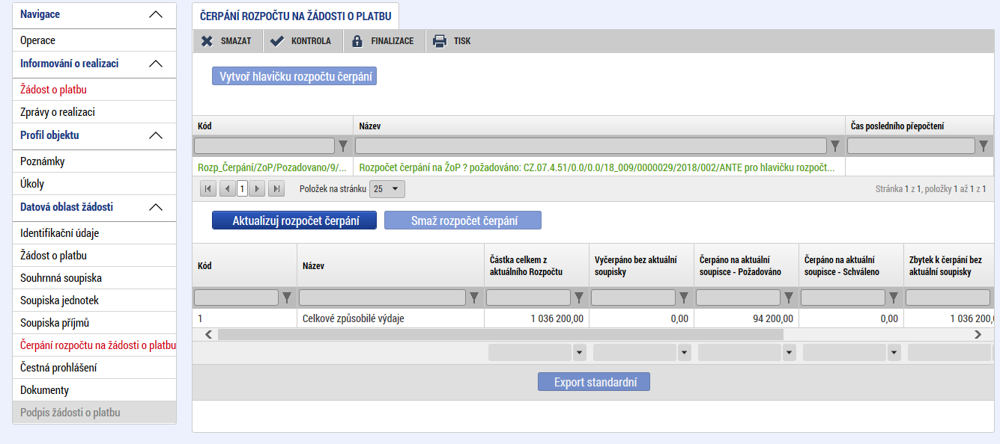 Navigace
Operace
Informování o realizaci
Žádost o platbu
Zprávy o realizaci
Profil objektu
Poznámky
Úkoly
Datová oblast žádosti
Identifikační údaje
Žádost o platbu
Souhrnná soupiska
Soupiska jednotek
Soupiska příjmů
Čerpání rozpočtu na žádosti o platbu
Čestná prohlášení
Dokumenty
Podpis žádosti o platbu
ČERPÁNÍ ROZPOČTU NA ŽÁDOSTI O PLATBU
SMAZAT KONTROLA FINALIZACE TISK
Vytvoř hlavičku rozpočtu čerpání
Kód Název Čas posledního přepočtení
Rozp_Čerpání/ZoP/Pozadovano/9/... Rozpočet čerpání na ŽoP ? požadováno: CZ.07.4.51/0.0/0.0/18_009/0000029/2018/002/ANTE pro hlavičku rozpočt...
1 Položek na stránku 25 Stránka 1 z 1, položky 1 až 1 z 1
Aktualizuj rozpočet čerpání Smaž rozpočet čerpání
Kód Název Částka celkem z aktuálního Rozpočtu Vyčerpáno bez aktuální soupisky Čerpáno na aktuální soupisce - Požadováno Čerpáno na aktuální soupisce - Schváleno Zbytek k čerpání bez aktuální soupisky
1 Celkové způsobilé výdaje 1 036 200,00 0,00 94 200,00 0,00 1 036 200,
Export standardní